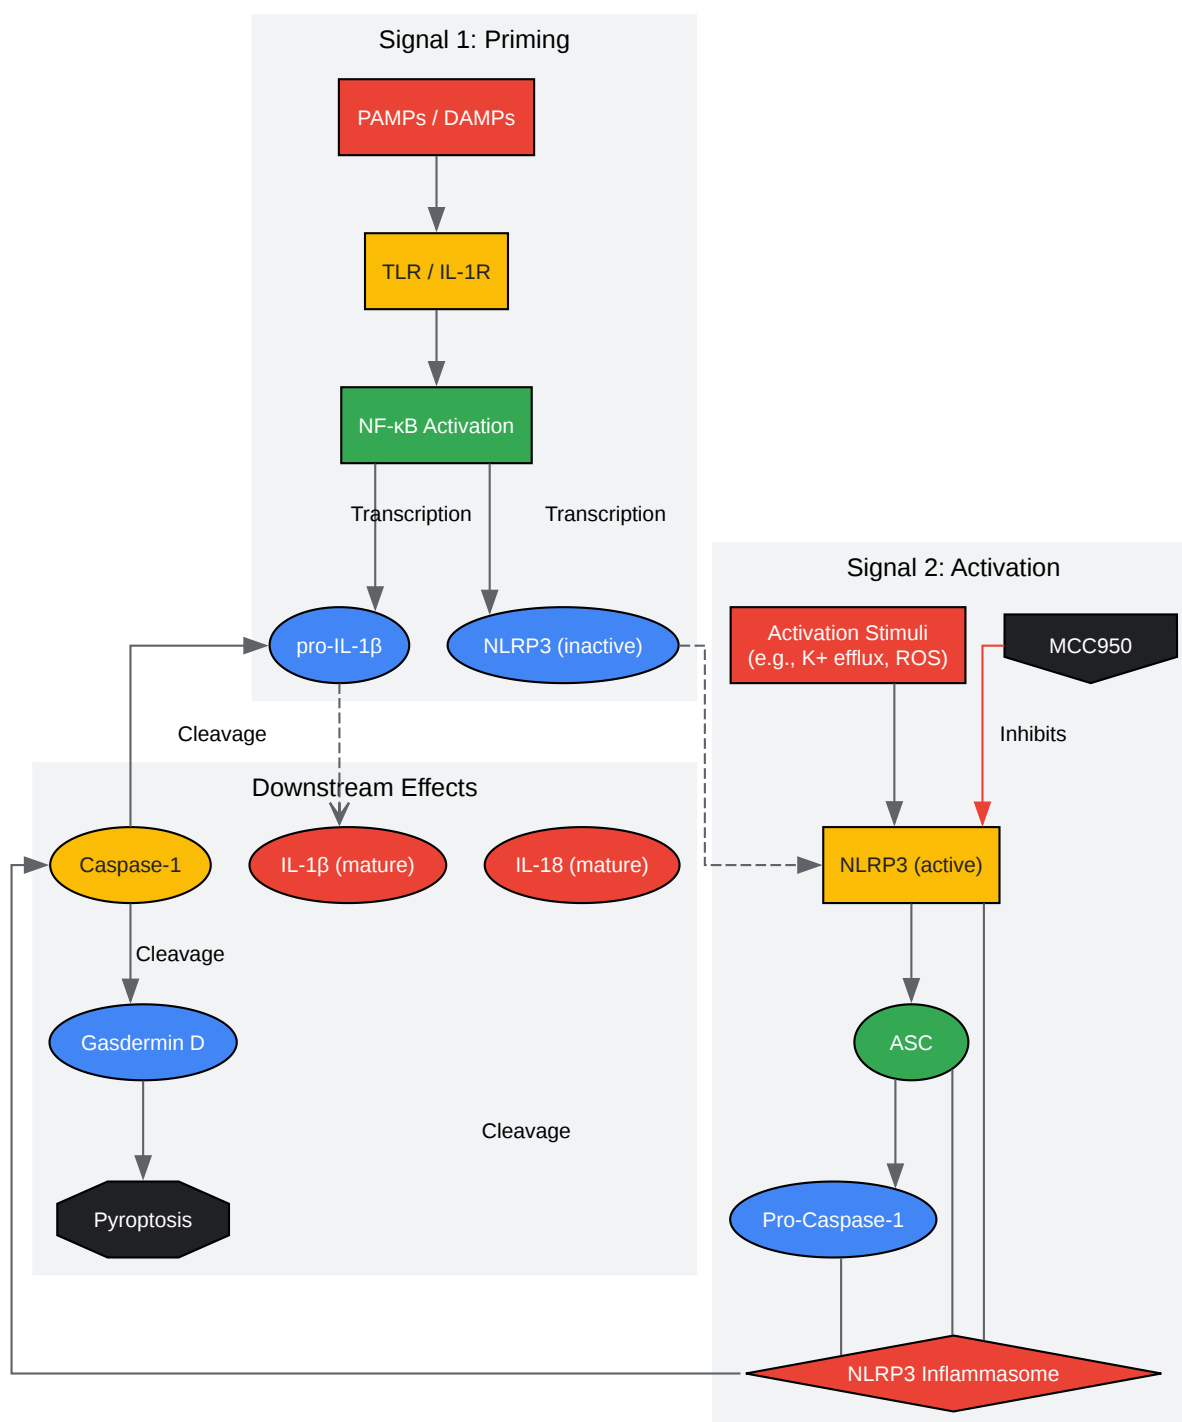 Signal 1: Priming
PAMPs / DAMPs
TLR / IL-1R
NF-κB Activation
Transcription
Transcription
pro-IL-1β
NLRP3 (inactive)
Signal 2: Activation
Activation Stimuli
(e.g., K+ efflux, ROS)
MCC950
Cleavage
Inhibits
Downstream Effects
Caspase-1
IL-1β (mature)
IL-18 (mature)
NLRP3 (active)
Cleavage
Gasdermin D
ASC
Cleavage
Pyroptosis
Pro-Caspase-1
NLRP3 Inflammasome